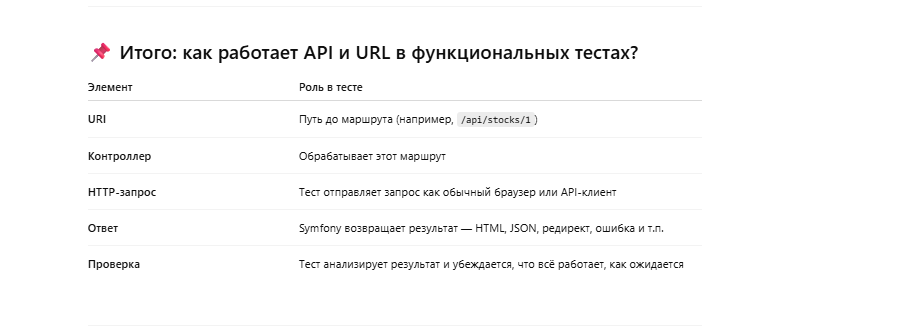 📌 Итого: как работает API и URL в функциональных тестах?
Элемент Роль в тесте
URI Путь до маршрута (например, /api/stocks/1)
Контроллер Обрабатывает этот маршрут
HTTP-запрос Тест отправляет запрос как обычный браузер или API-клиент
Ответ Symfony возвращает результат — HTML, JSON, редирект, ошибка и т.п.
Проверка Тест анализирует результат и убеждается, что всё работает, как ожидается